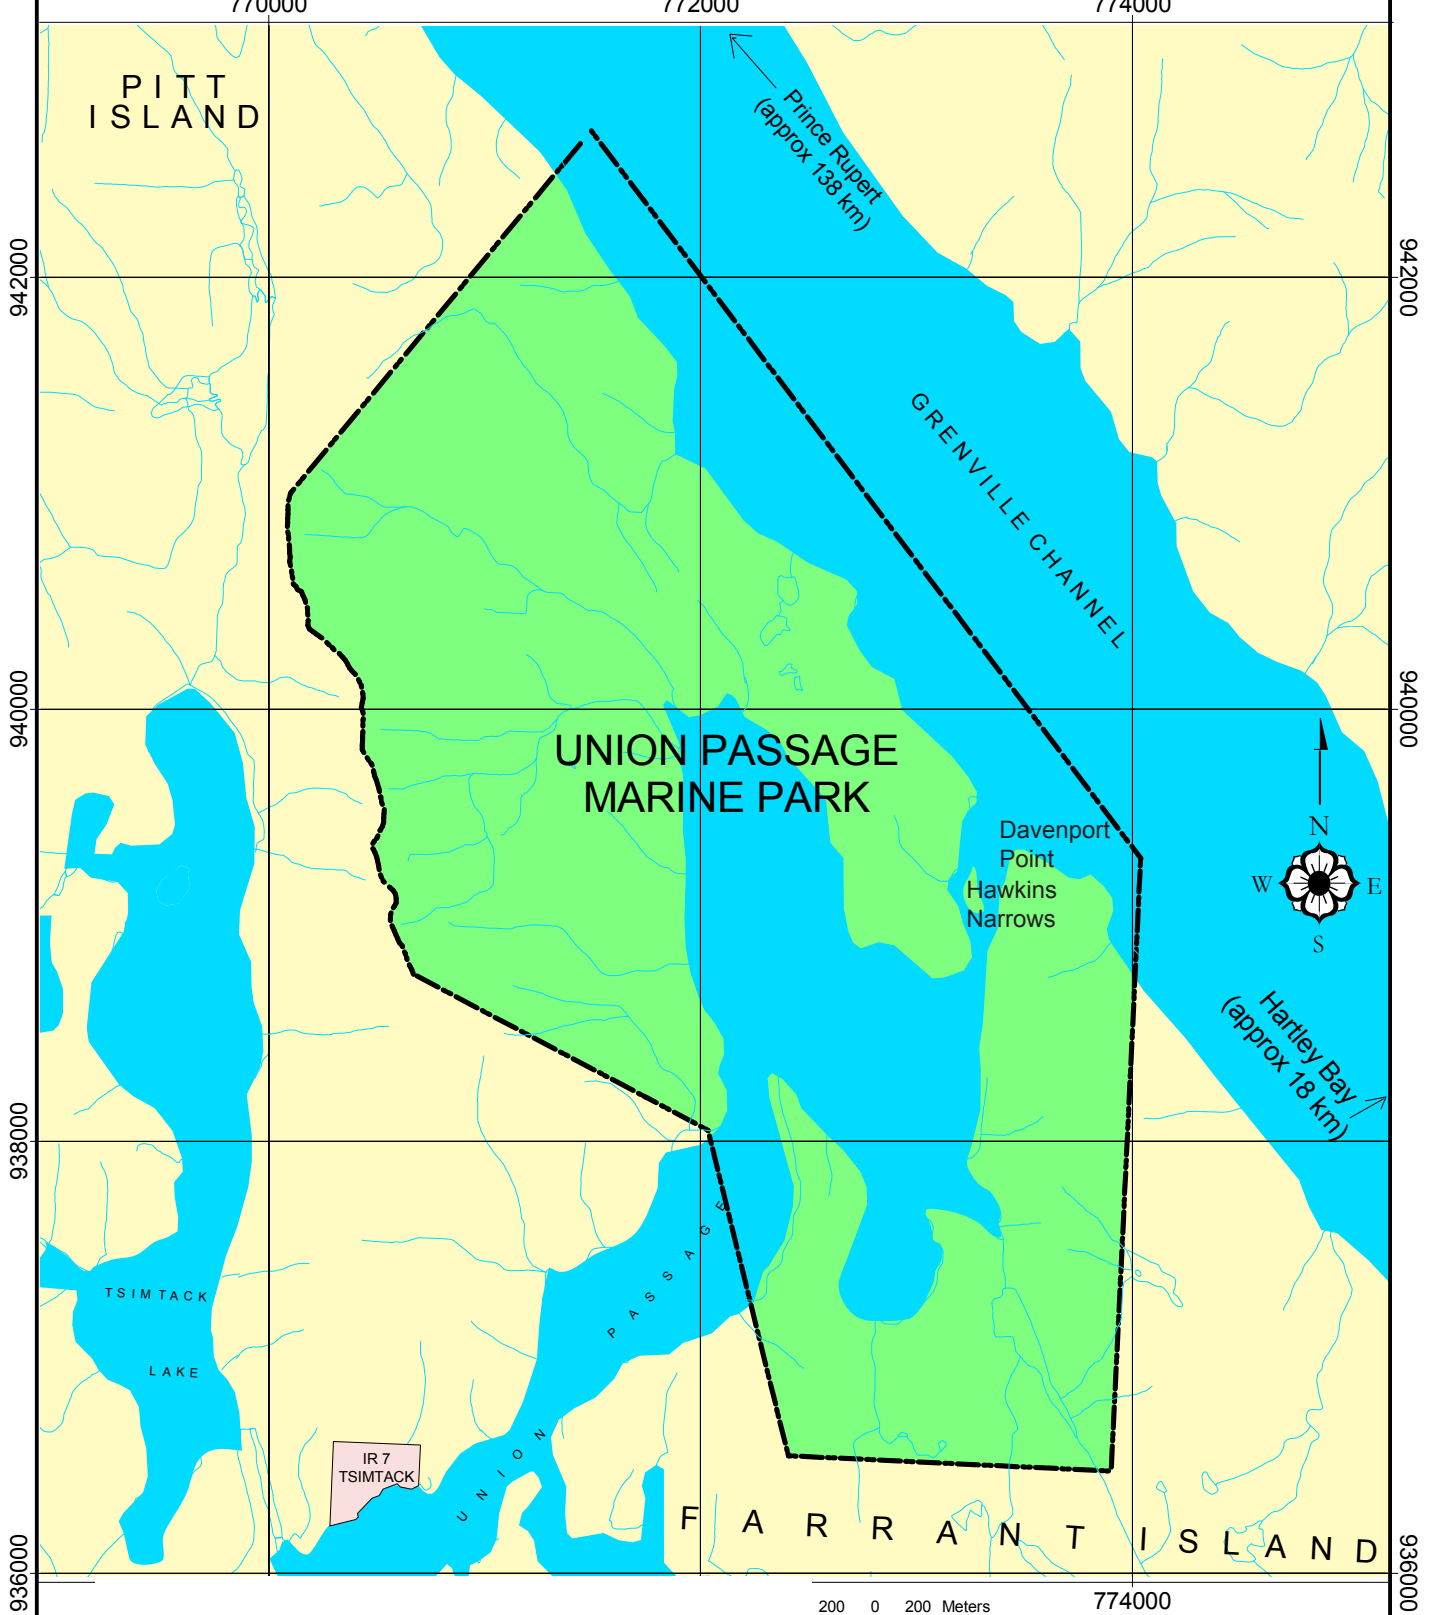 770000
772000
774000
PITT
ISLAND
Prince Rupert
(approx 138 km)
942000
942000
GRENVILLE CHANNEL
940000
940000
UNION PASSAGE
MARINE PARK
Davenport
Point
Hawkins
Narrows
N
W
E
S
Hartley Bay
(approx 18 km)
938000
TSIMTACK
LAKE
UNION PASSAGE
IR 7
TSIMTACK
FARRANT ISLAND
936000
936000
200 0 200 Meters
774000